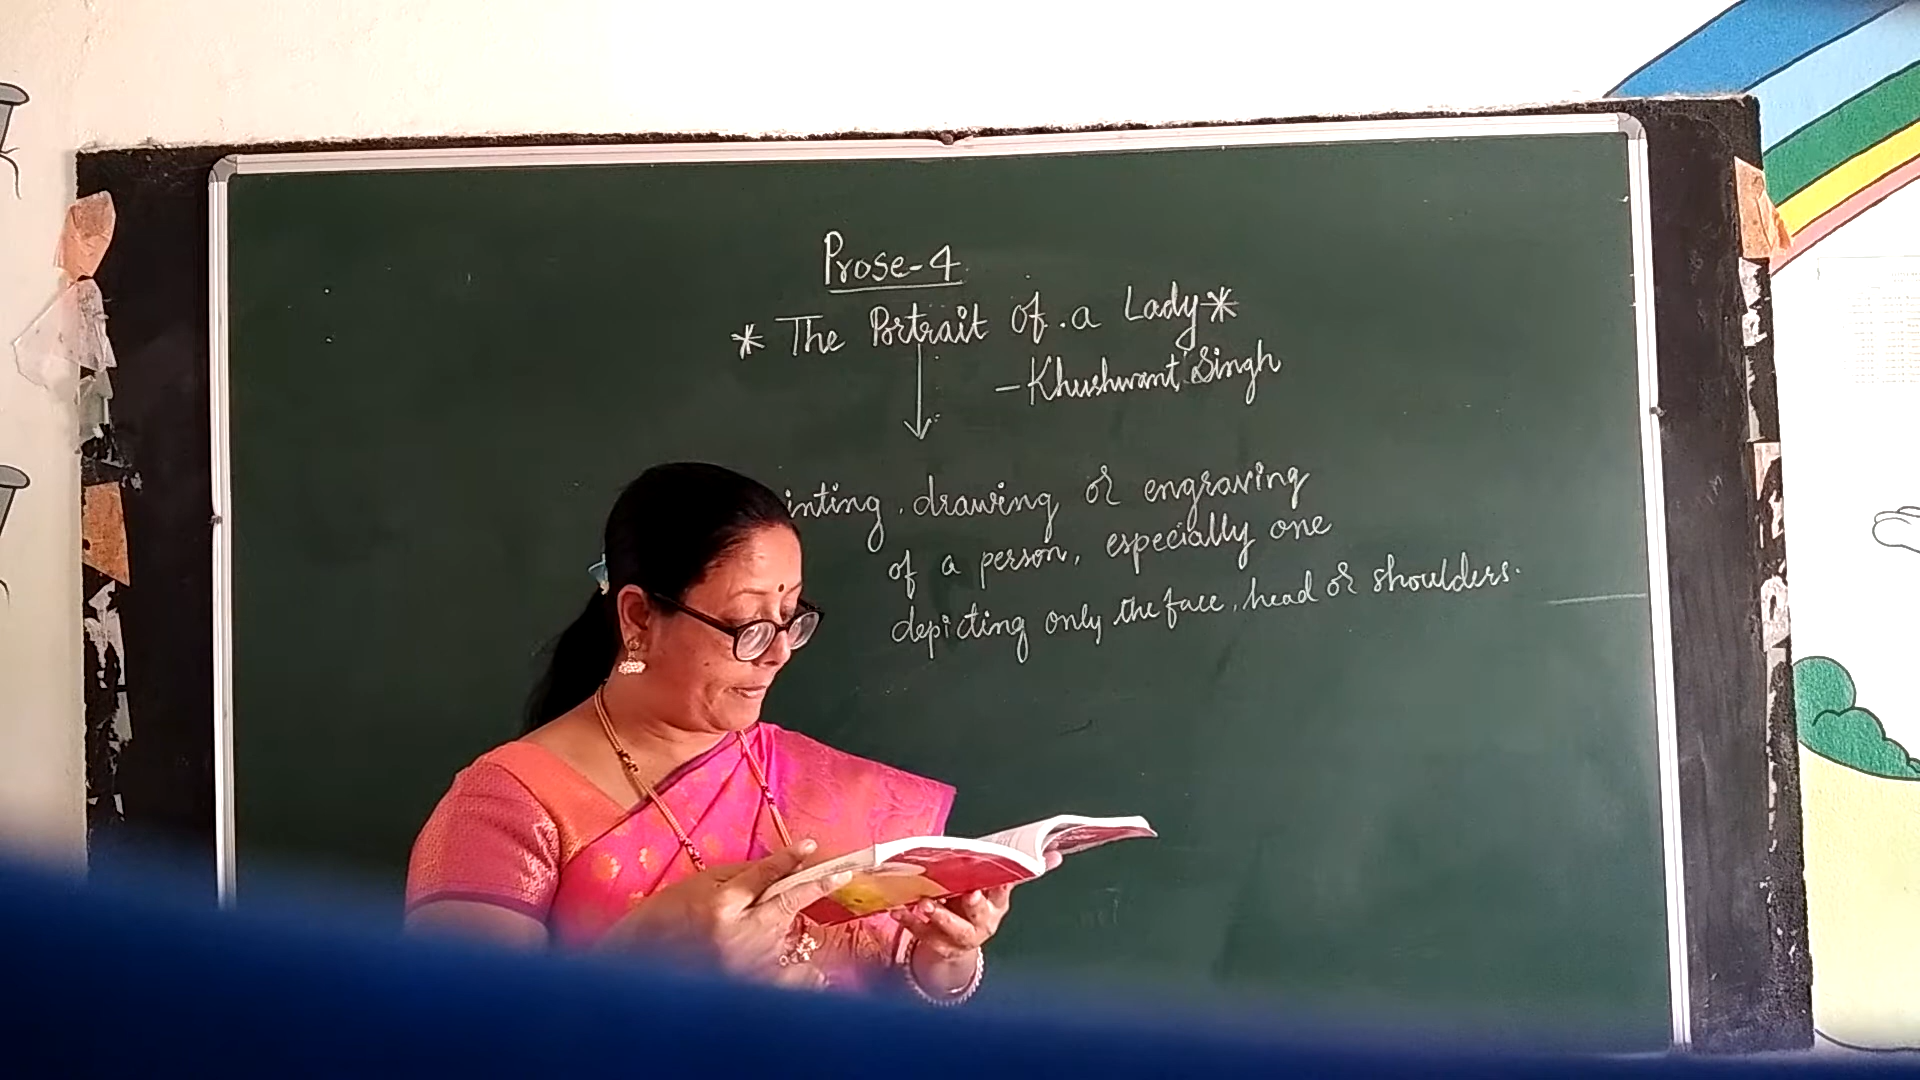 Prose-4
* The Portrait of a Lady *
- Khushwant Singh
inting, drawing or engraving
of a person, especially one
depicting only the face, head or shoulders.